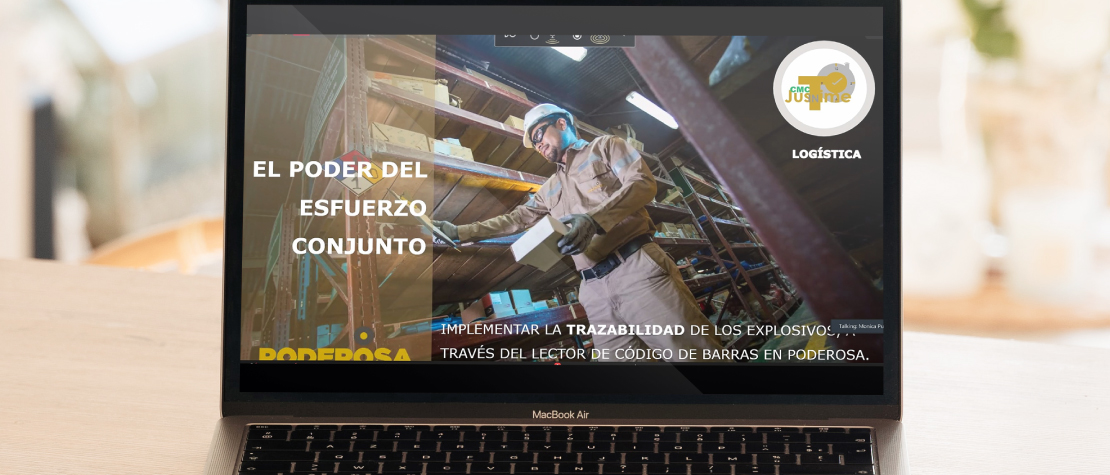 CMC
JUSinTime
LOGÍSTICA
EL PODER DEL
ESFUERZO
CONJUNTO
IMPLEMENTAR LA TRAZABILIDAD DE LOS EXPLOSIVOS, A
TRAVÉS DEL LECTOR DE CÓDIGO DE BARRAS EN PODEROSA.
PODEROSA
Talking: Monica
MacBook Air